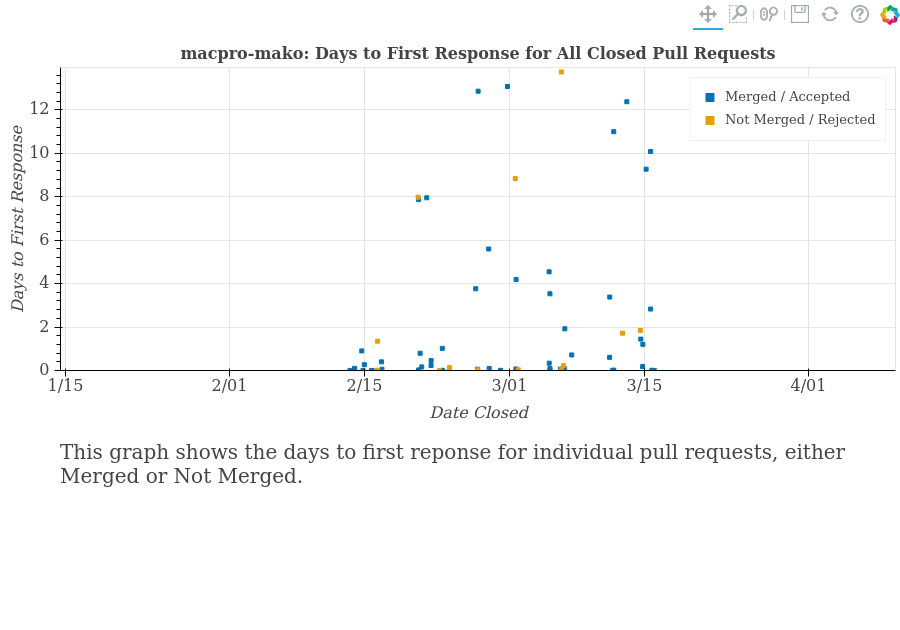 macpro-mako: Days to First Response for All Closed Pull Requests
Merged / Accepted
Not Merged / Rejected
Days to First Response
12
10
8
6
4
2
0
1/15 2/01 2/15 3/01 3/15 4/01
Date Closed
This graph shows the days to first reponse for individual pull requests, either
Merged or Not Merged.